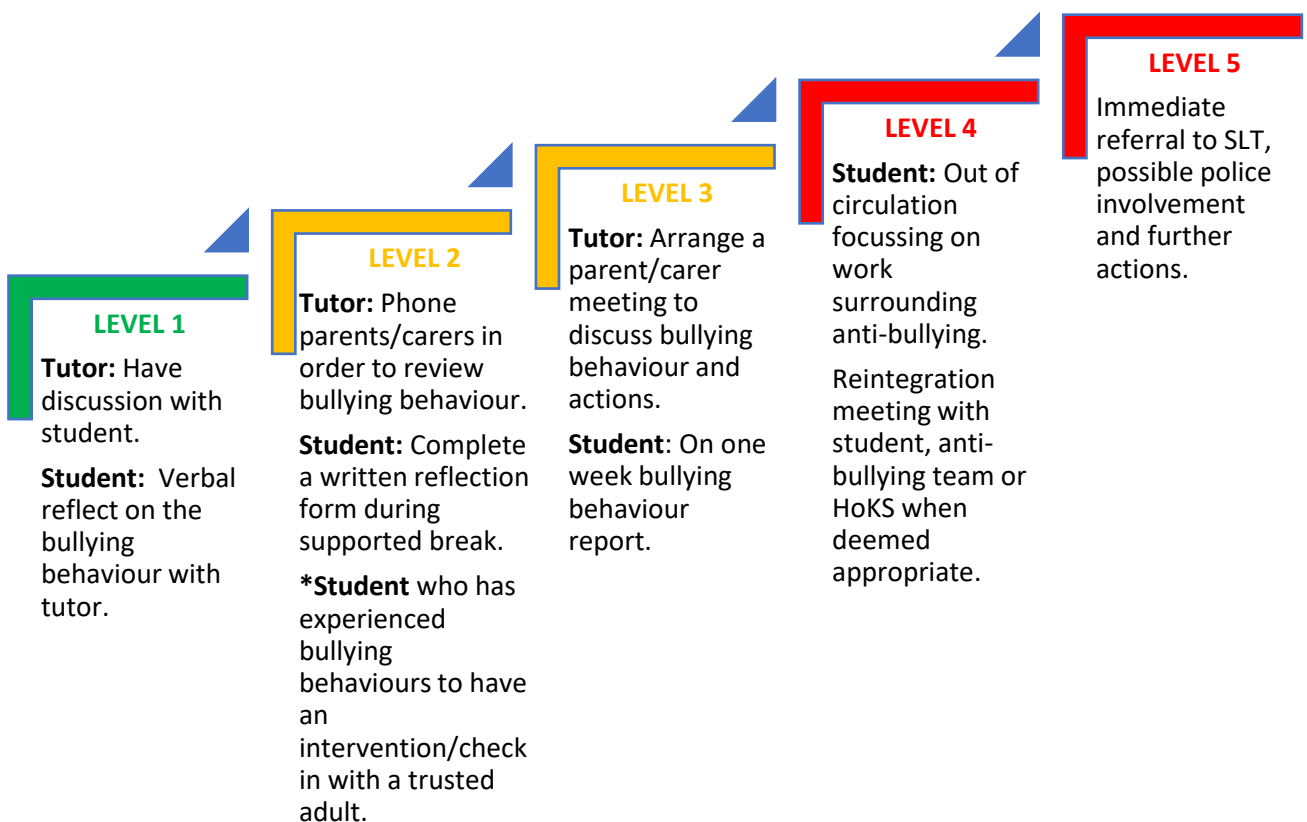 LEVEL 1
Tutor: Have
discussion with
student.
Student:  Verbal
reflect on the
bullying
behaviour with
tutor.
LEVEL 2
Tutor: Phone
parents/carers in
order to review
bullying behaviour.
Student: Complete
a written reflection
form during
supported break.
*Student who has
experienced
bullying
behaviours to have
an
intervention/check
in with a trusted
adult.
LEVEL 3
Tutor: Arrange a
parent/carer
meeting to
discuss bullying
behaviour and
actions.
Student: On one
week bullying
behaviour
report.
LEVEL 4
Student: Out of
circulation
focussing on
work
surrounding
anti-bullying.
Reintegration
meeting with
student, anti-
bullying team or
HoKS when
deemed
appropriate.
LEVEL 5
Immediate
referral to SLT,
possible police
involvement
and further
actions.